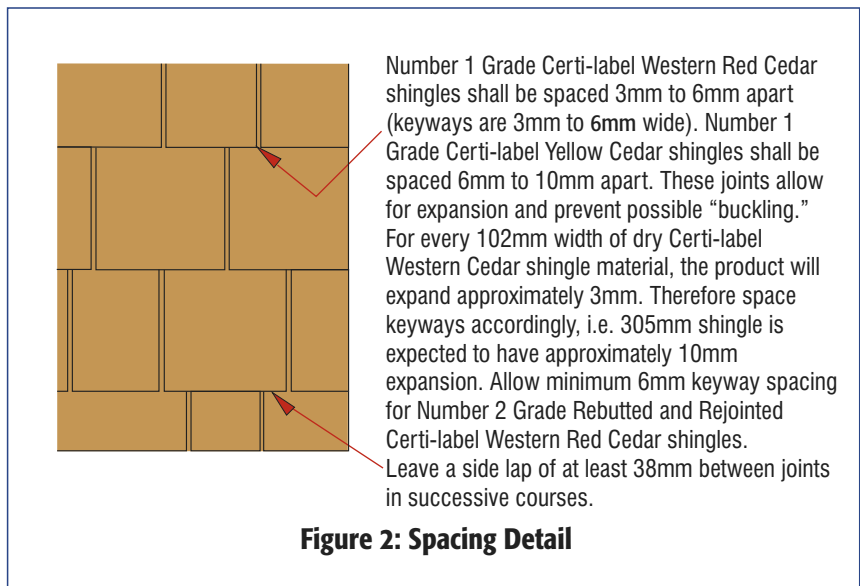 Number 1 Grade Certi-label Western Red Cedar
shingles shall be spaced 3mm to 6mm apart
(keyways are 3mm to 6mm wide). Number 1
Grade Certi-label Yellow Cedar shingles shall be
spaced 6mm to 10mm apart. These joints allow
for expansion and prevent possible “buckling.”
For every 102mm width of dry Certi-label
Western Cedar shingle material, the product will
expand approximately 3mm. Therefore space
keyways accordingly, i.e. 305mm shingle is
expected to have approximately 10mm
expansion. Allow minimum 6mm keyway spacing
for Number 2 Grade Rebutted and Rejointed
Certi-label Western Red Cedar shingles.
Leave a side lap of at least 38mm between joints
in successive courses.
Figure 2: Spacing Detail